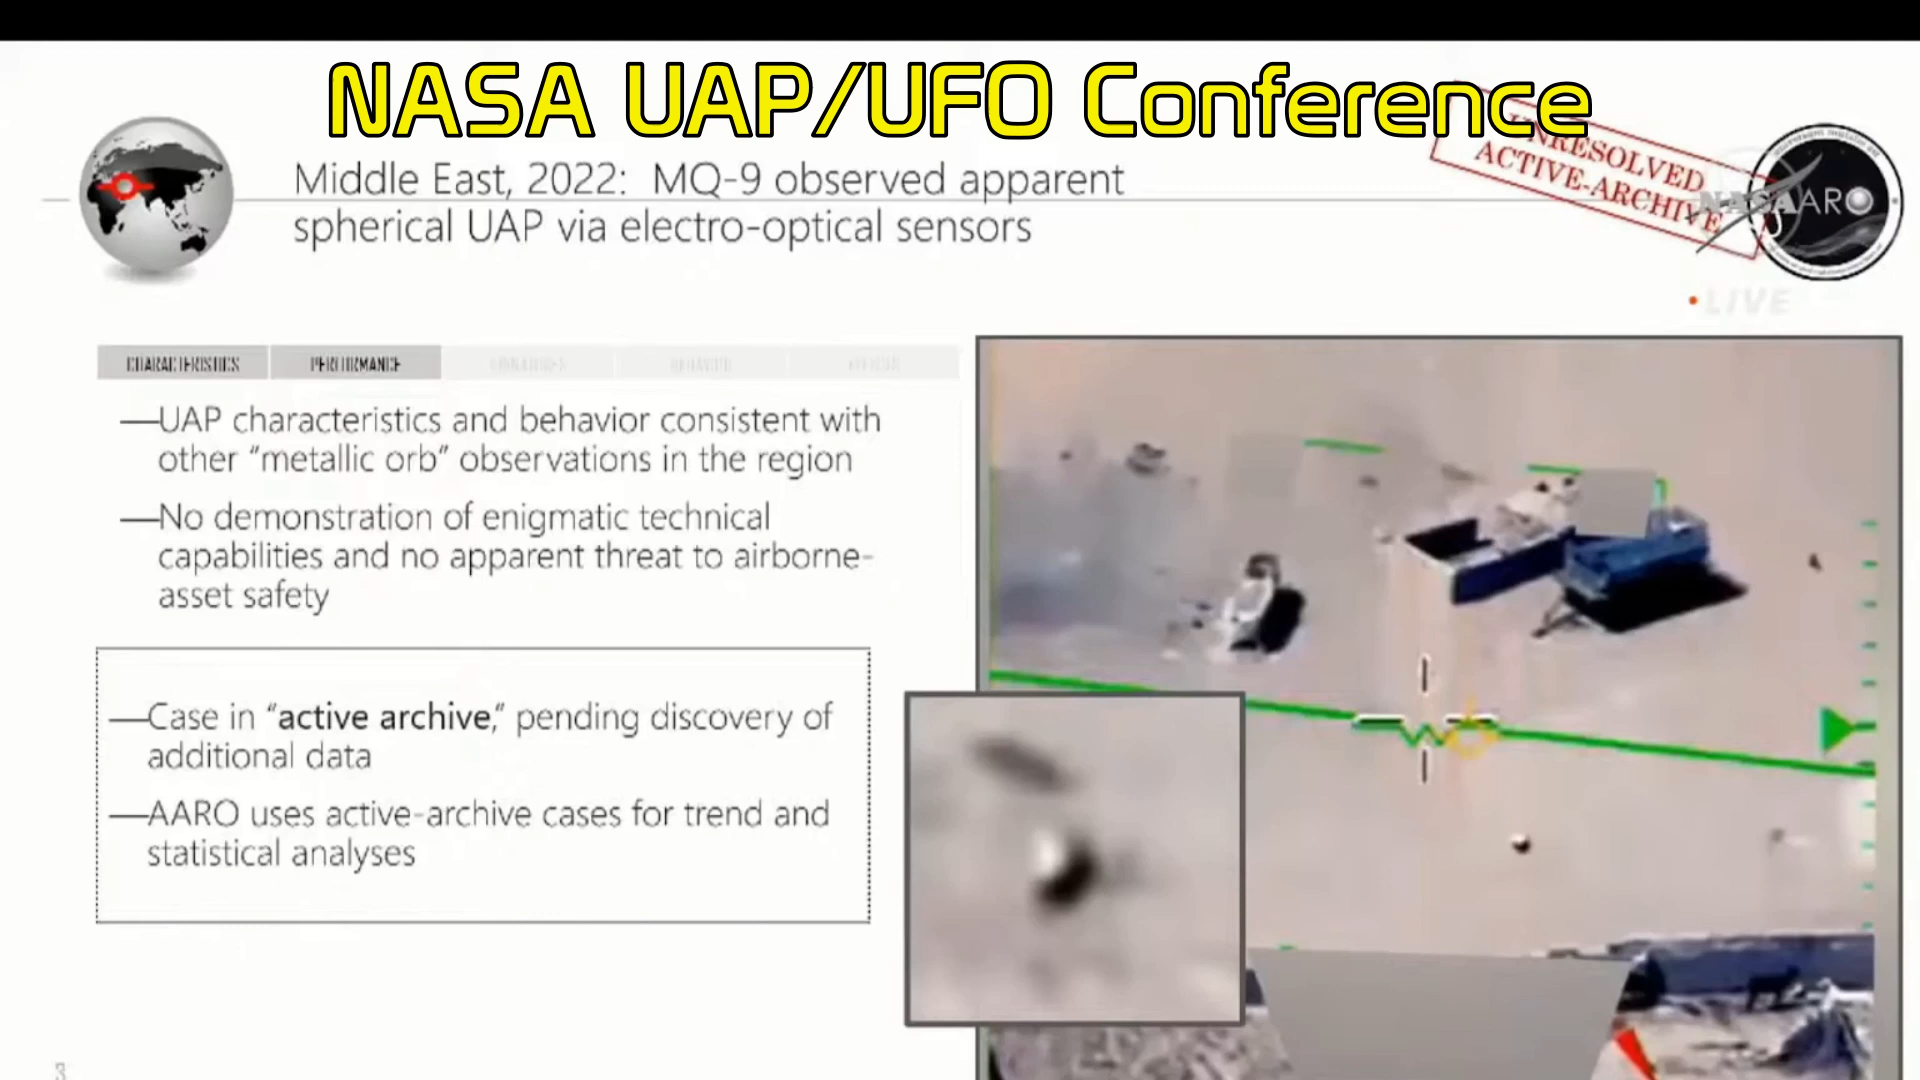 NASA UAP/UFO Conference
Middle East, 2022: MQ-9 observed apparent
spherical UAP via electro-optical sensors
UNRESOLVED
ACTIVE-ARCHIVE
NASA
AARO
LIVE
CHARACTERISTICS
PERFORMANCE
—UAP characteristics and behavior consistent with
other “metallic orb” observations in the region
—No demonstration of enigmatic technical
capabilities and no apparent threat to airborne-
asset safety
—Case in “active archive,“ pending discovery of
additional data
—AARO uses active-archive cases for trend and
statistical analyses
3